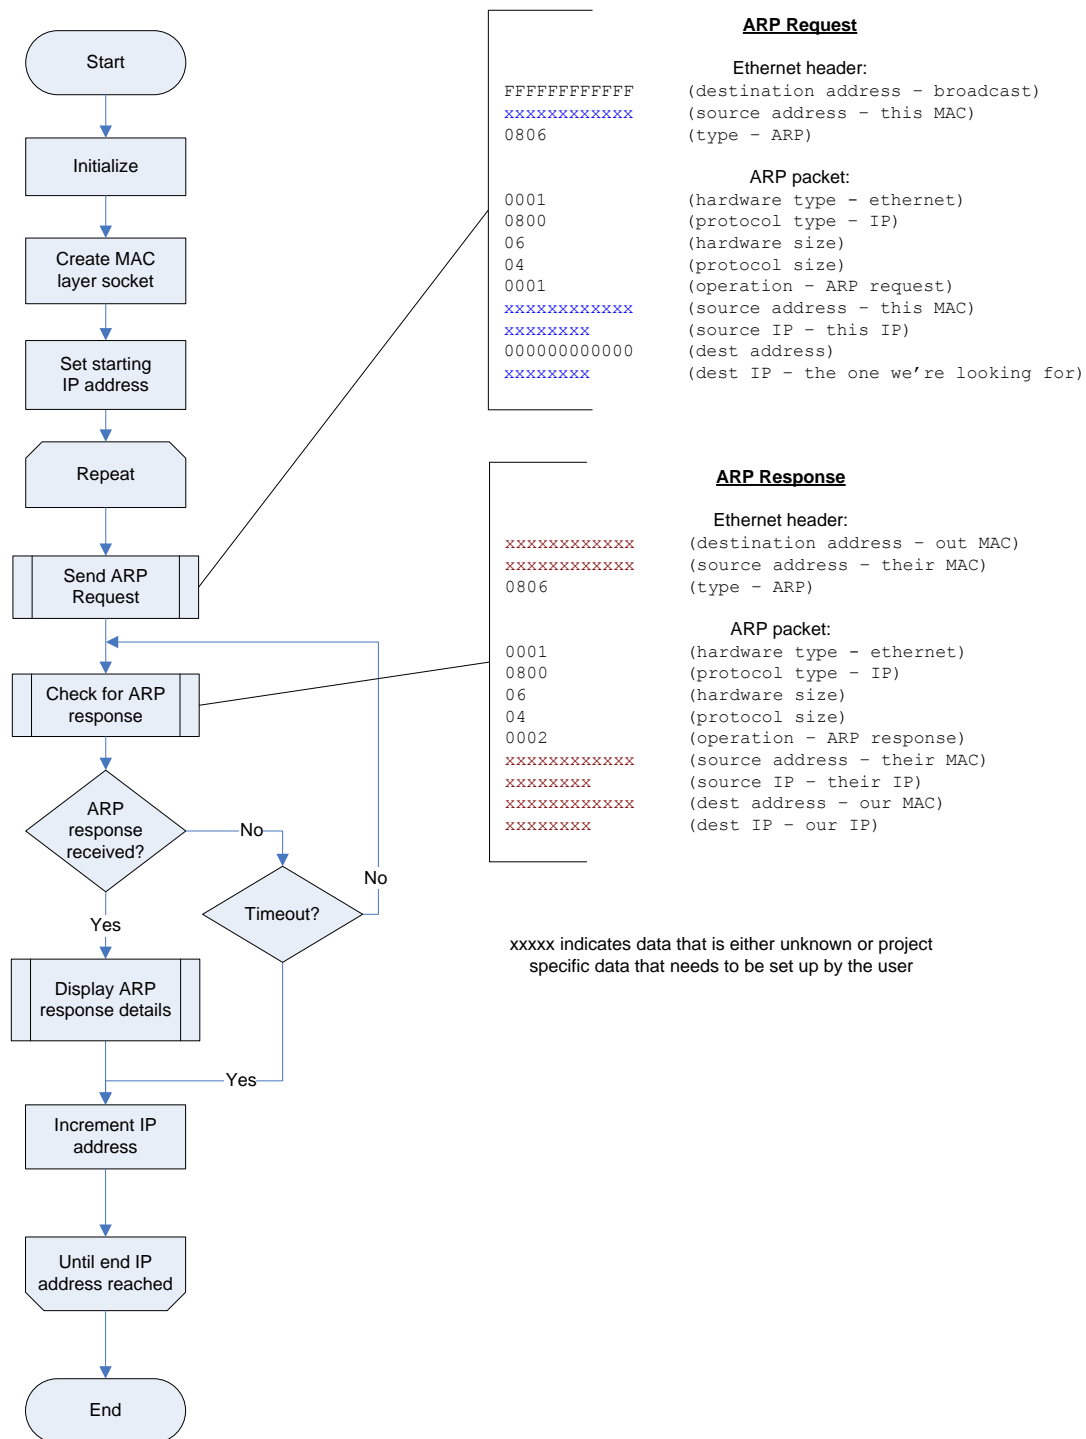 Start
Initialize
Create MAC
layer socket
Set starting
IP address
Repeat
Send ARP
Request
Check for ARP
response
ARP
response
received?
No
Timeout?
No
Yes
Display ARP
response details
Yes
Increment IP
address
Until end IP
address reached
End
ARP Request
Ethernet header:
FFFFFFFFFFFF (destination address – broadcast)
xxxxxxxxxxxx (source address – this MAC)
0806 (type – ARP)
ARP packet:
0001 (hardware type - ethernet)
0800 (protocol type – IP)
06 (hardware size)
04 (protocol size)
0001 (operation – ARP request)
xxxxxxxxxxxx (source address – this MAC)
xxxxxxxx (source IP – this IP)
000000000000 (dest address)
xxxxxxxx (dest IP – the one we’re looking for)
ARP Response
Ethernet header:
xxxxxxxxxxxx (destination address – out MAC)
xxxxxxxxxxxx (source address – their MAC)
0806 (type – ARP)
ARP packet:
0001 (hardware type - ethernet)
0800 (protocol type – IP)
06 (hardware size)
04 (protocol size)
0002 (operation – ARP response)
xxxxxxxxxxxx (source address – their MAC)
xxxxxxxx (source IP – their IP)
xxxxxxxxxxxx (dest address – our MAC)
xxxxxxxx (dest IP – our IP)
xxxxx indicates data that is either unknown or project
specific data that needs to be set up by the user